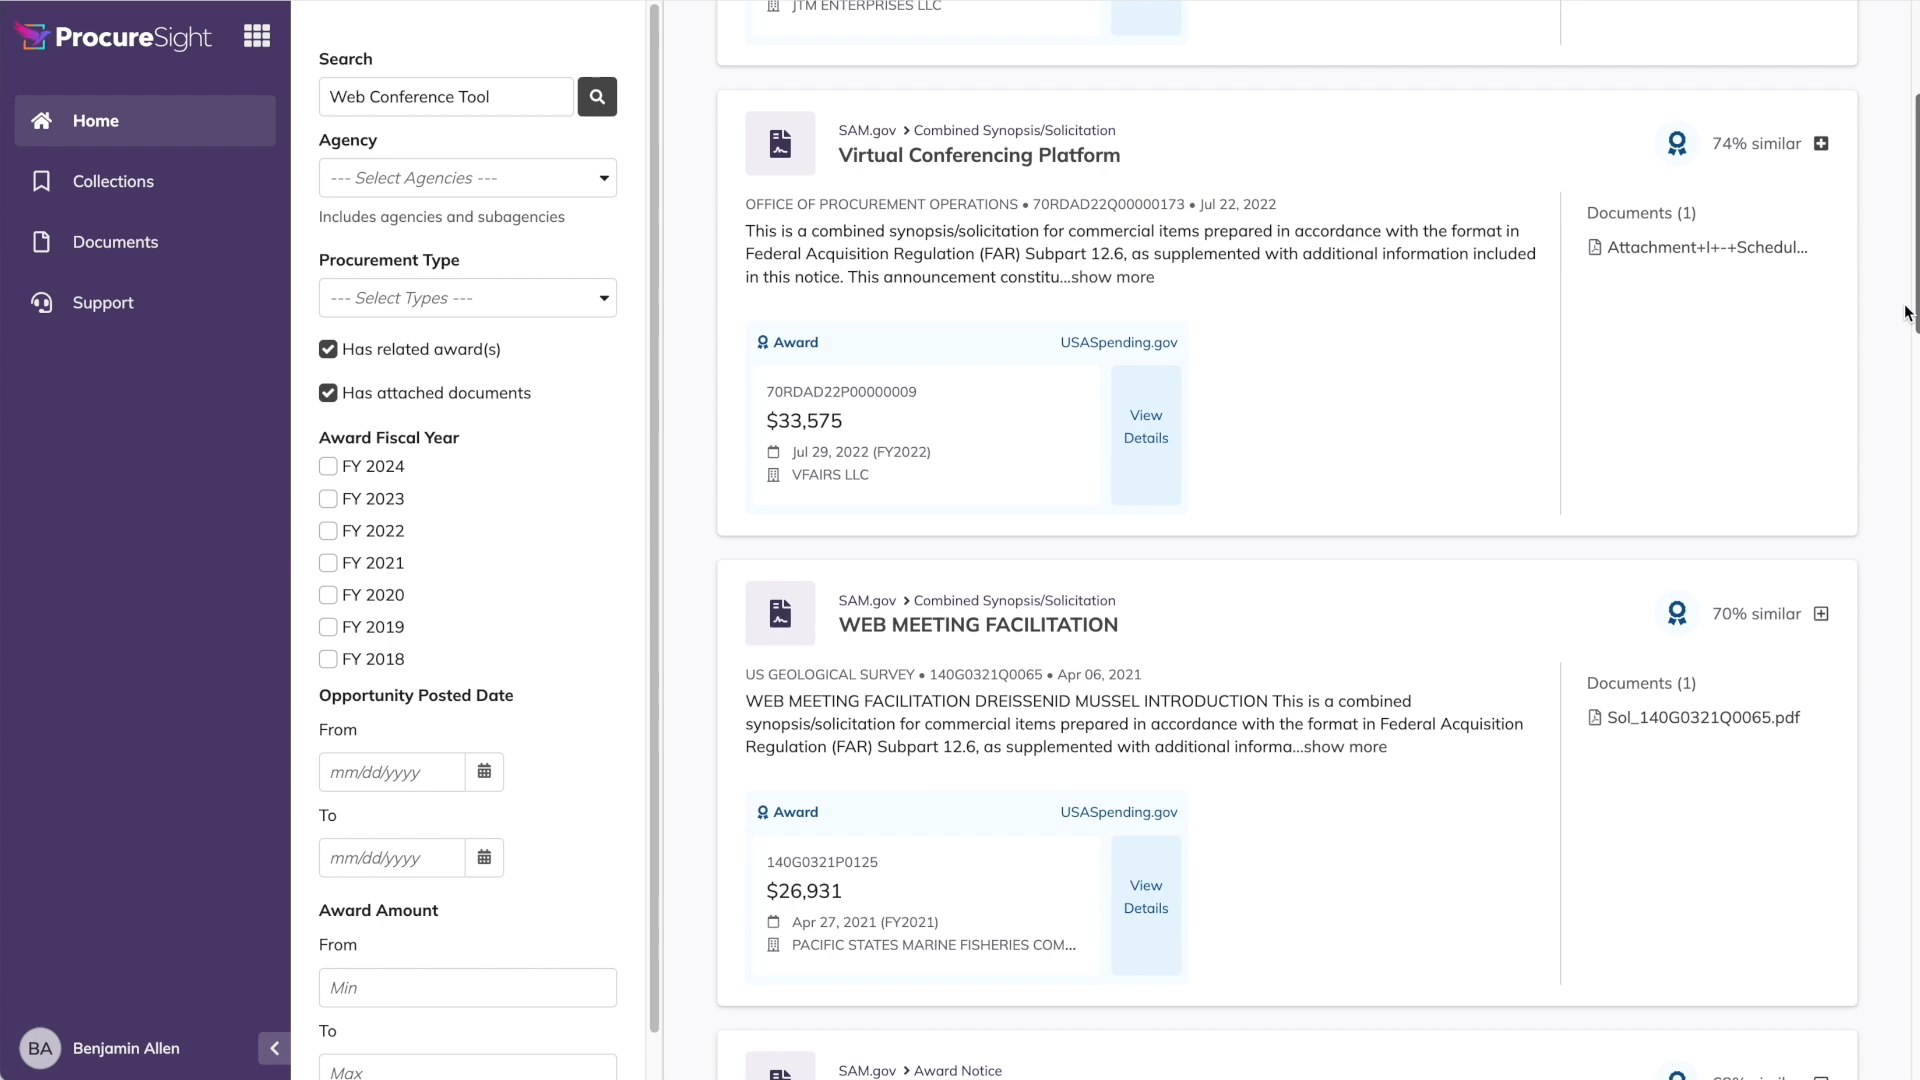 ProcureSight
Home
Collections
Documents
Support
BA
Benjamin Allen
Search
Web Conference Tool
Agency
--- Select Agencies ---
Includes agencies and subagencies
Procurement Type
--- Select Types ---
Has related award(s)
Has attached documents
Award Fiscal Year
FY 2024
FY 2023
FY 2022
FY 2021
FY 2020
FY 2019
FY 2018
Opportunity Posted Date
From
mm/dd/yyyy
To
mm/dd/yyyy
Award Amount
From
Min
To
Max
JTM ENTERPRISES LLC
SAM.gov > Combined Synopsis/Solicitation
Virtual Conferencing Platform
74% similar
OFFICE OF PROCUREMENT OPERATIONS • 70RDAD22Q00000173 • Jul 22, 2022
This is a combined synopsis/solicitation for commercial items prepared in accordance with the format in
Federal Acquisition Regulation (FAR) Subpart 12.6, as supplemented with additional information included
in this notice. This announcement constitu...show more
Documents (1)
Attachment+I+-+Schedul...
Award
USASpending.gov
70RDAD22P00000009
$33,575
Jul 29, 2022 (FY2022)
VFAIRS LLC
View
Details
SAM.gov > Combined Synopsis/Solicitation
WEB MEETING FACILITATION
70% similar
US GEOLOGICAL SURVEY • 140G0321Q0065 • Apr 06, 2021
WEB MEETING FACILITATION DREISSENID MUSSEL INTRODUCTION This is a combined
synopsis/solicitation for commercial items prepared in accordance with the format in Federal Acquisition
Regulation (FAR) Subpart 12.6, as supplemented with additional informa...show more
Documents (1)
Sol_140G0321Q0065.pdf
Award
USASpending.gov
140G0321P0125
$26,931
Apr 27, 2021 (FY2021)
PACIFIC STATES MARINE FISHERIES COM...
View
Details
SAM.gov > Award Notice